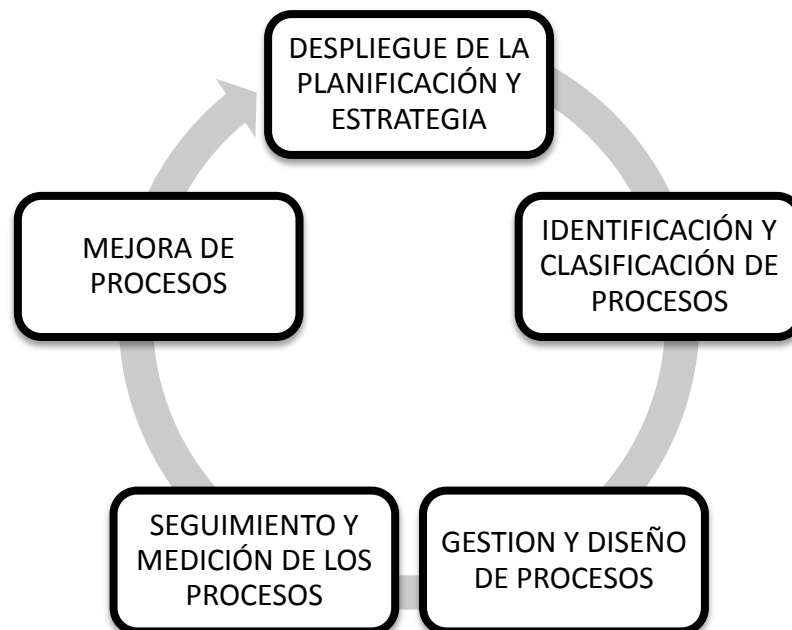 DESPLIEGUE DE LA
PLANIFICACIÓN Y
ESTRATEGIA
IDENTIFICACIÓN Y
CLASIFICACIÓN DE
PROCESOS
GESTION Y DISEÑO
DE PROCESOS
SEGUIMIENTO Y
MEDICIÓN DE LOS
PROCESOS
MEJORA DE
PROCESOS